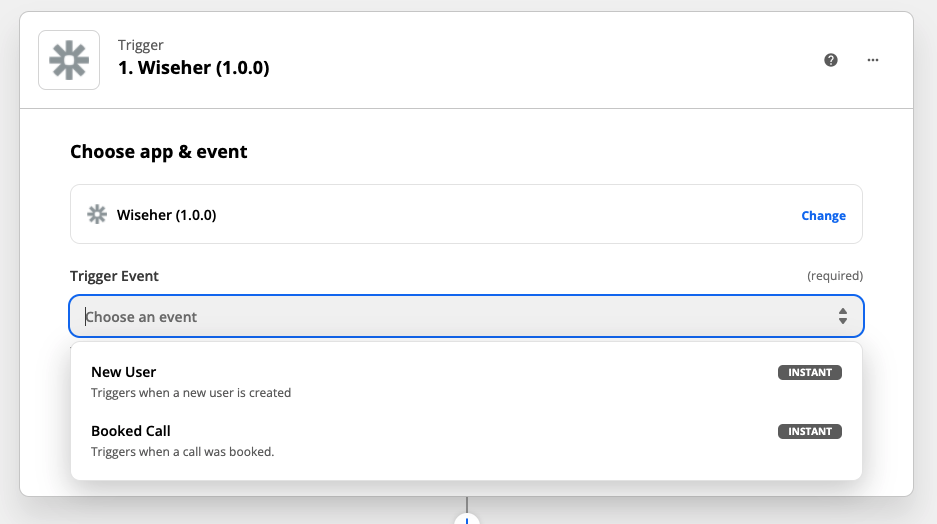 Trigger
1. Wiseher (1.0.0)
?
...
Choose app & event
Wiseher (1.0.0)
Change
Trigger Event
(required)
Choose an event
New User
INSTANT
Triggers when a new user is created
Booked Call
INSTANT
Triggers when a call was booked.